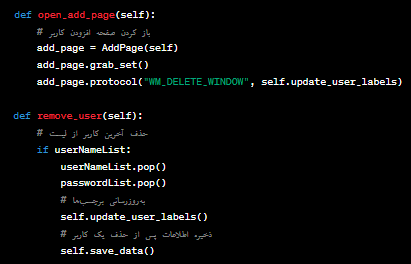 def open_add_page(self):
# باز کردن صفحه افزودن کاربر
add_page = AddPage(self)
add_page.grab_set()
add_page.protocol("WM_DELETE_WINDOW", self.update_user_labels)
def remove_user(self):
# حذف آخرین کاربر از لیست
if userNameList:
userNameList.pop()
passwordList.pop()
# به‌روزرسانی برچسب‌ها
self.update_user_labels()
# ذخیره اطلاعات پس از حذف یک کاربر
self.save_data()